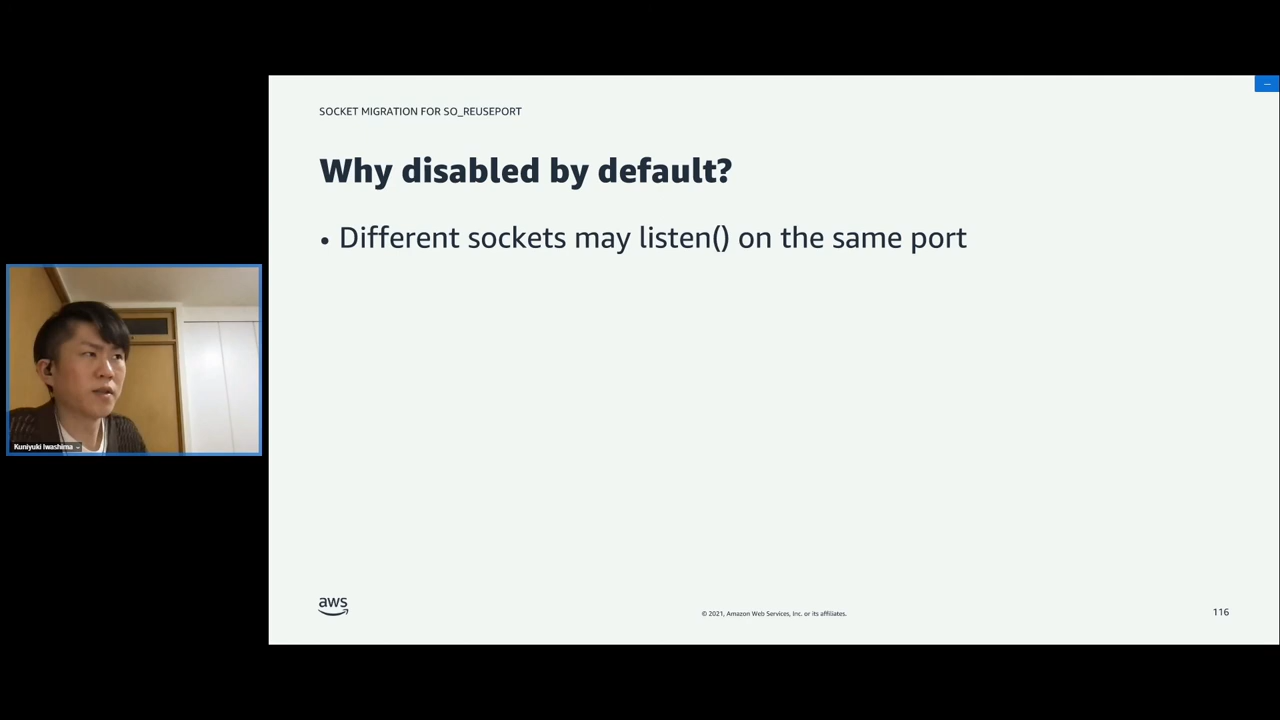 SOCKET MIGRATION FOR SO_REUSEPORT
Why disabled by default?
• Different sockets may listen() on the same port
Kuniyuki Iwashima
aws
© 2021, Amazon Web Services, Inc. or its affiliates.
116